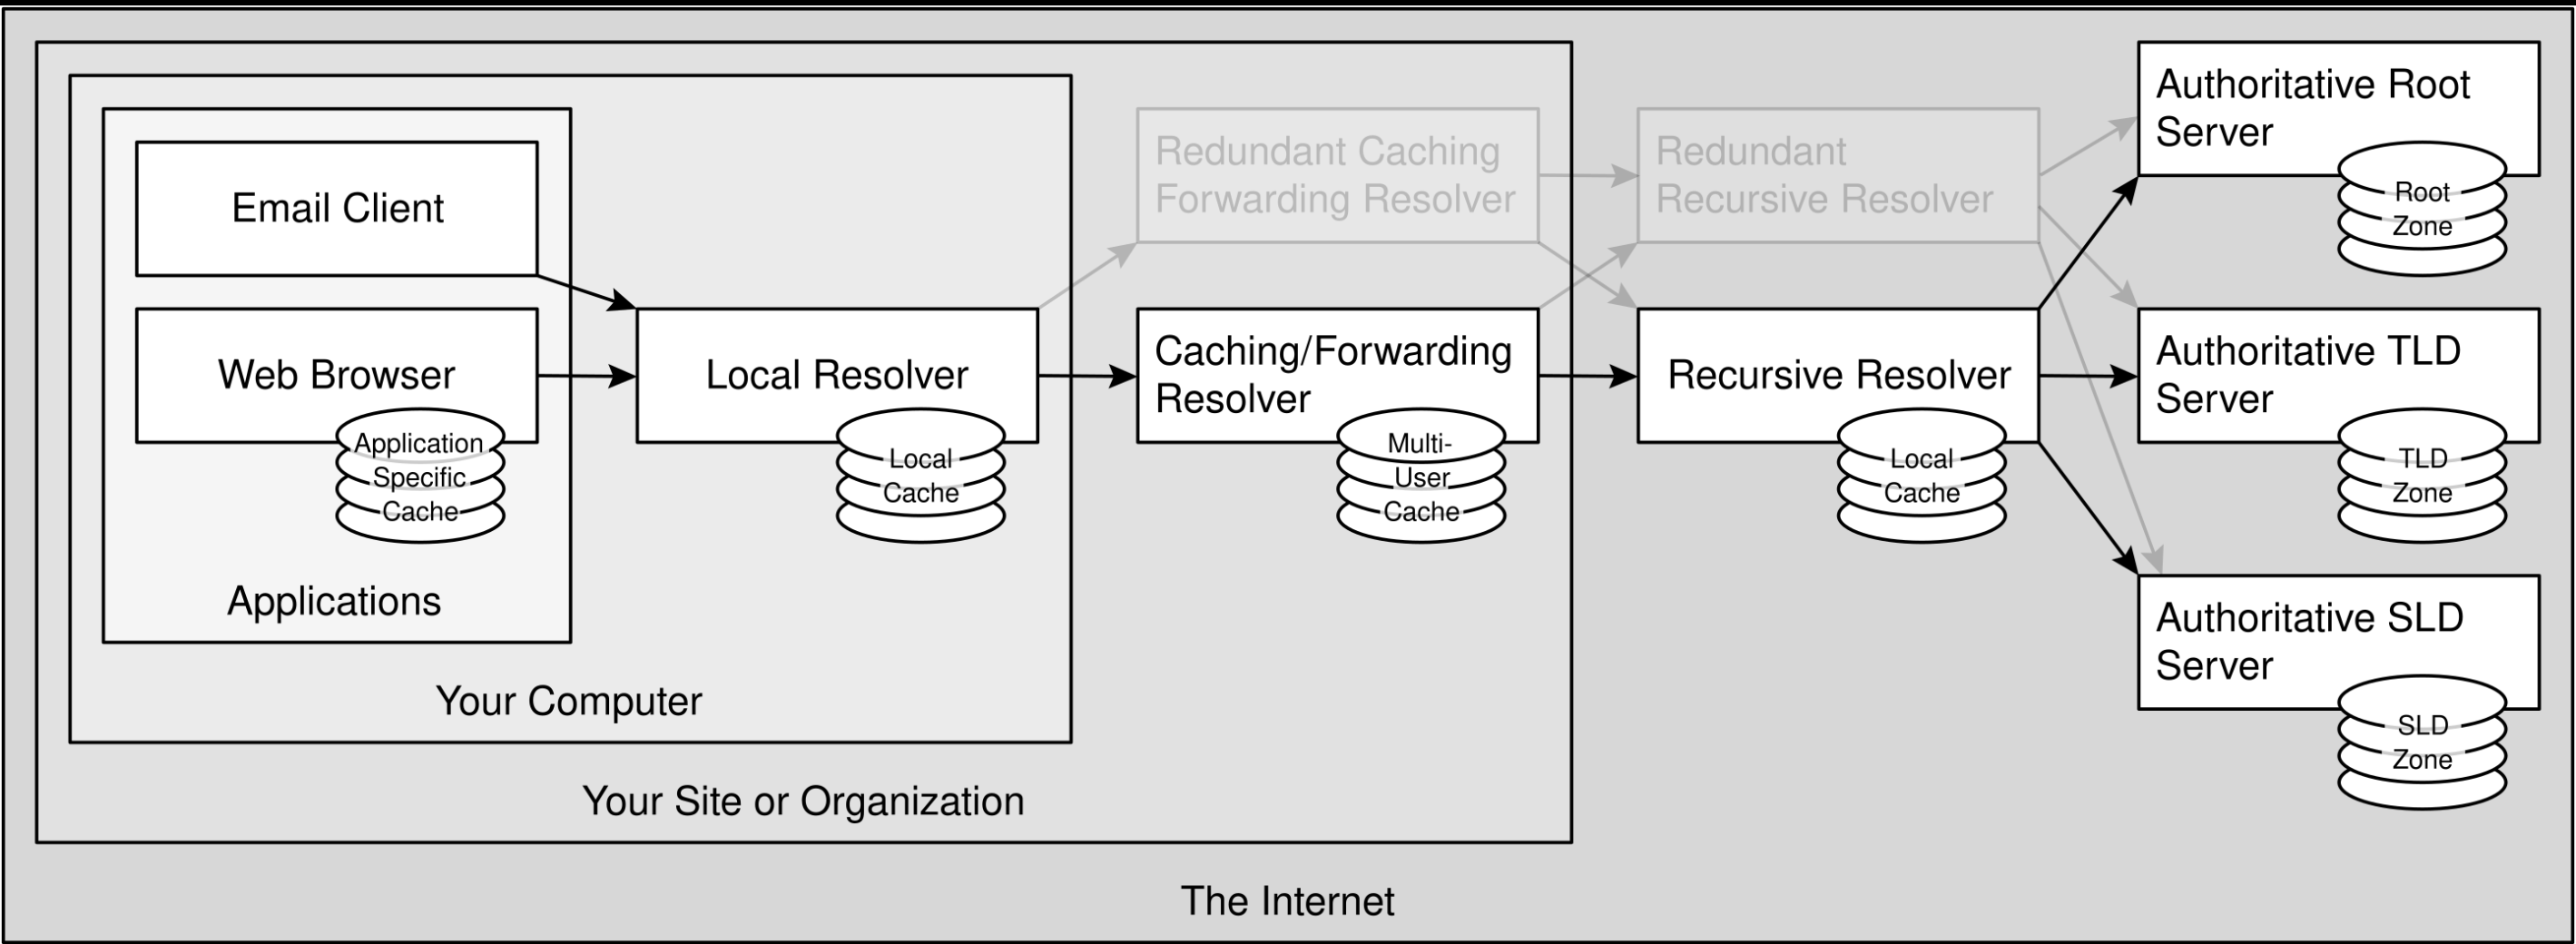 Email Client
Web Browser
Application
Specific
Cache
Applications
Local Resolver
Local
Cache
Your Computer
Redundant Caching
Forwarding Resolver
Caching/Forwarding
Resolver
Multi-
User
Cache
Your Site or Organization
Redundant
Recursive Resolver
Recursive Resolver
Local
Cache
Authoritative Root
Server
Root
Zone
Authoritative TLD
Server
TLD
Zone
Authoritative SLD
Server
SLD
Zone
The Internet